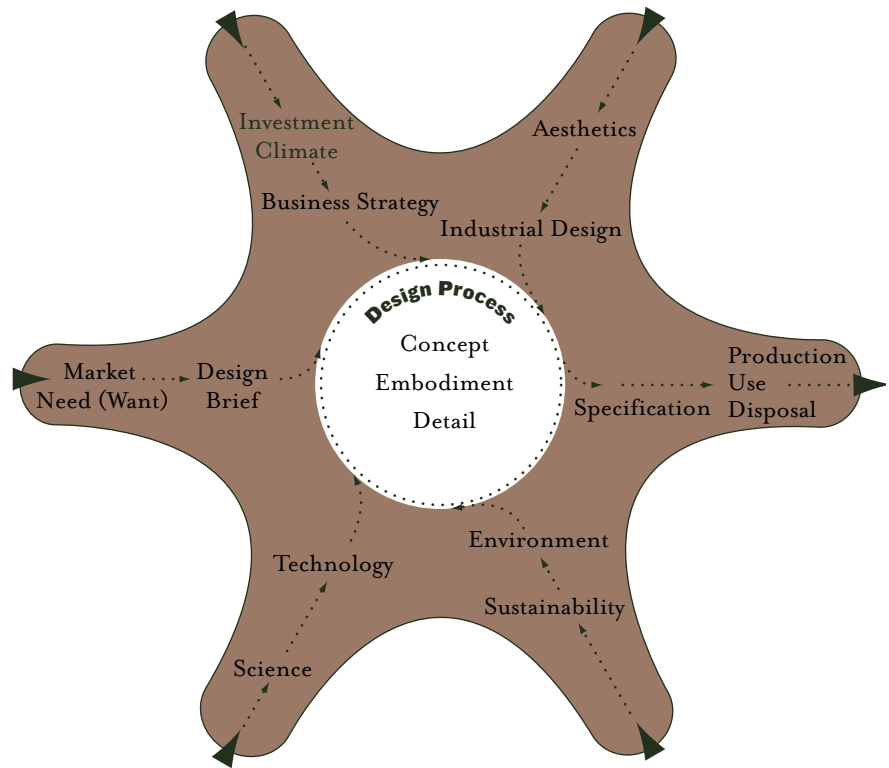 Investment
Climate
Business Strategy
Aesthetics
Industrial Design
Market
Need (Want)
Design
Brief
Design Process
Concept
Embodiment
Detail
Specification
Production
Use
Disposal
Technology
Science
Environment
Sustainability